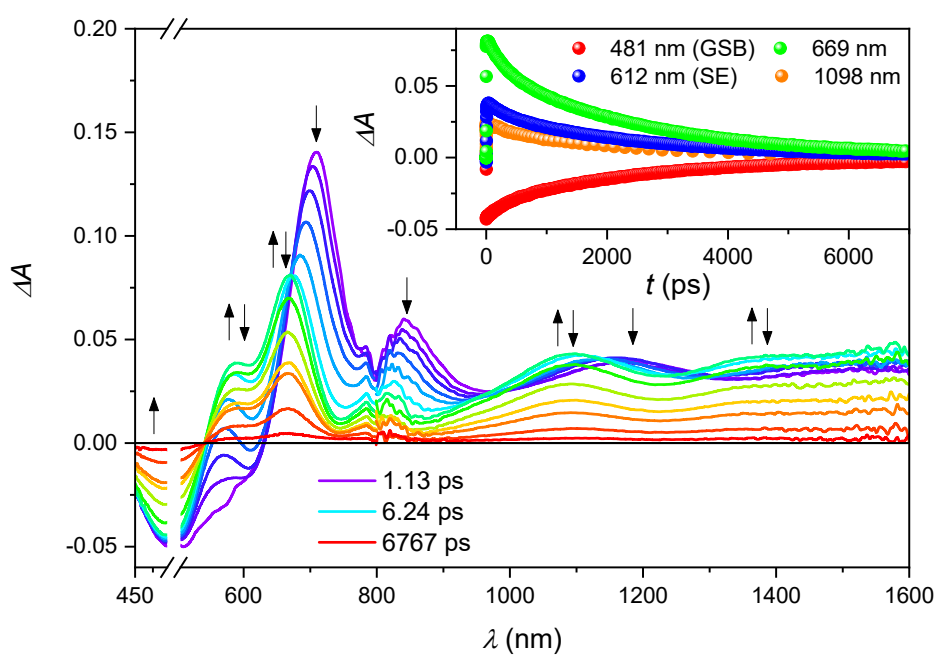 0.20
0.15
0.10
0.05
0.00
-0.05
ΔA
450 600 800 1000 1200 1400 1600
λ (nm)
1.13 ps
6.24 ps
6767 ps
0.05
0.00
-0.05
ΔA
0 2000 4000 6000
t (ps)
481 nm (GSB) 669 nm
612 nm (SE) 1098 nm